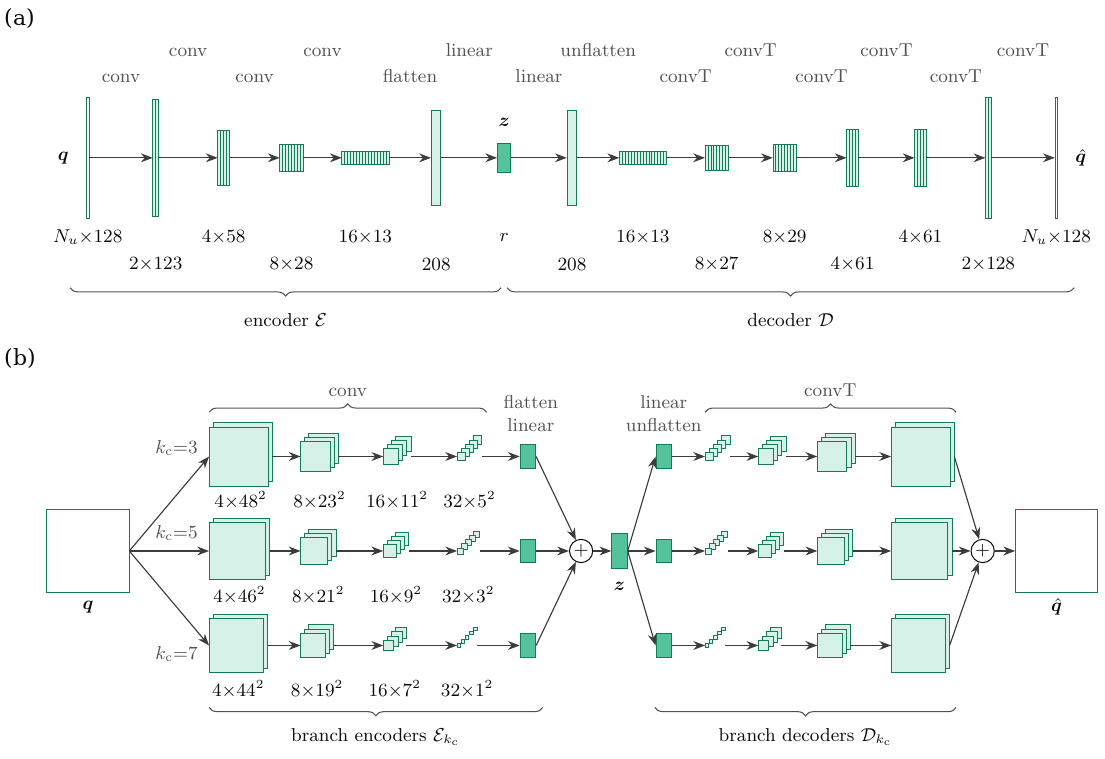 (a)
conv conv linear unflatten convT convT convT
conv conv flatten linear convT convT convT
z
q q̂
N_u×128 4×58 16×13 r 16×13 8×29 4×61 N_u×128
2×123 8×28 208 208 8×27 4×61 2×128
encoder ℰ decoder 𝒟
(b)
conv convT
flatten linear
linear unflatten
k_c=3
4×48² 8×23² 16×11² 32×5²
k_c=5
+ +
z
4×46² 8×21² 16×9² 32×3²
q q̂
k_c=7
4×44² 8×19² 16×7² 32×1²
branch encoders ℰ_{k_c} branch decoders 𝒟_{k_c}